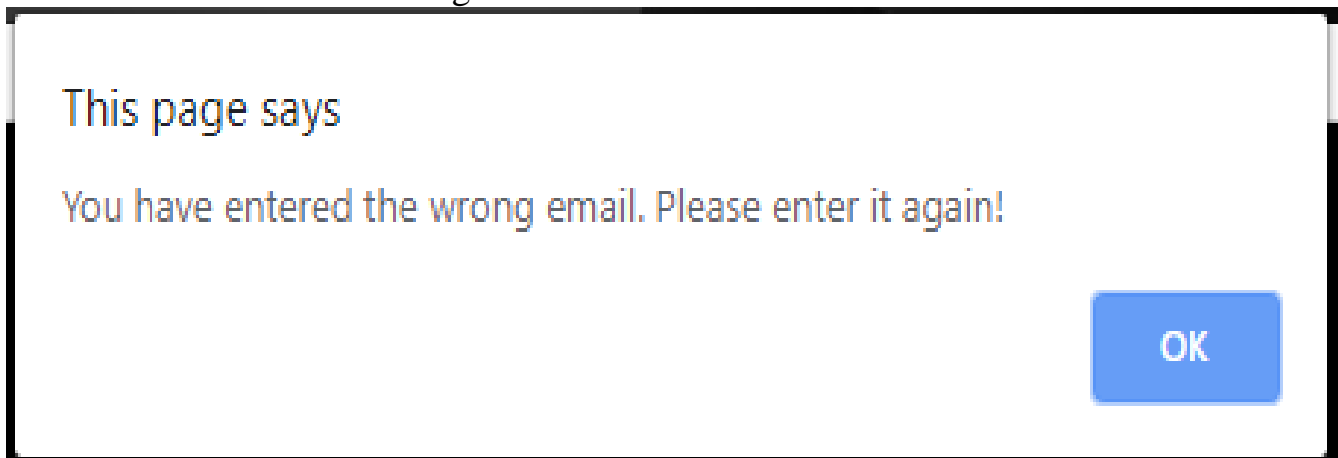 This page says
You have entered the wrong email. Please enter it again!
OK